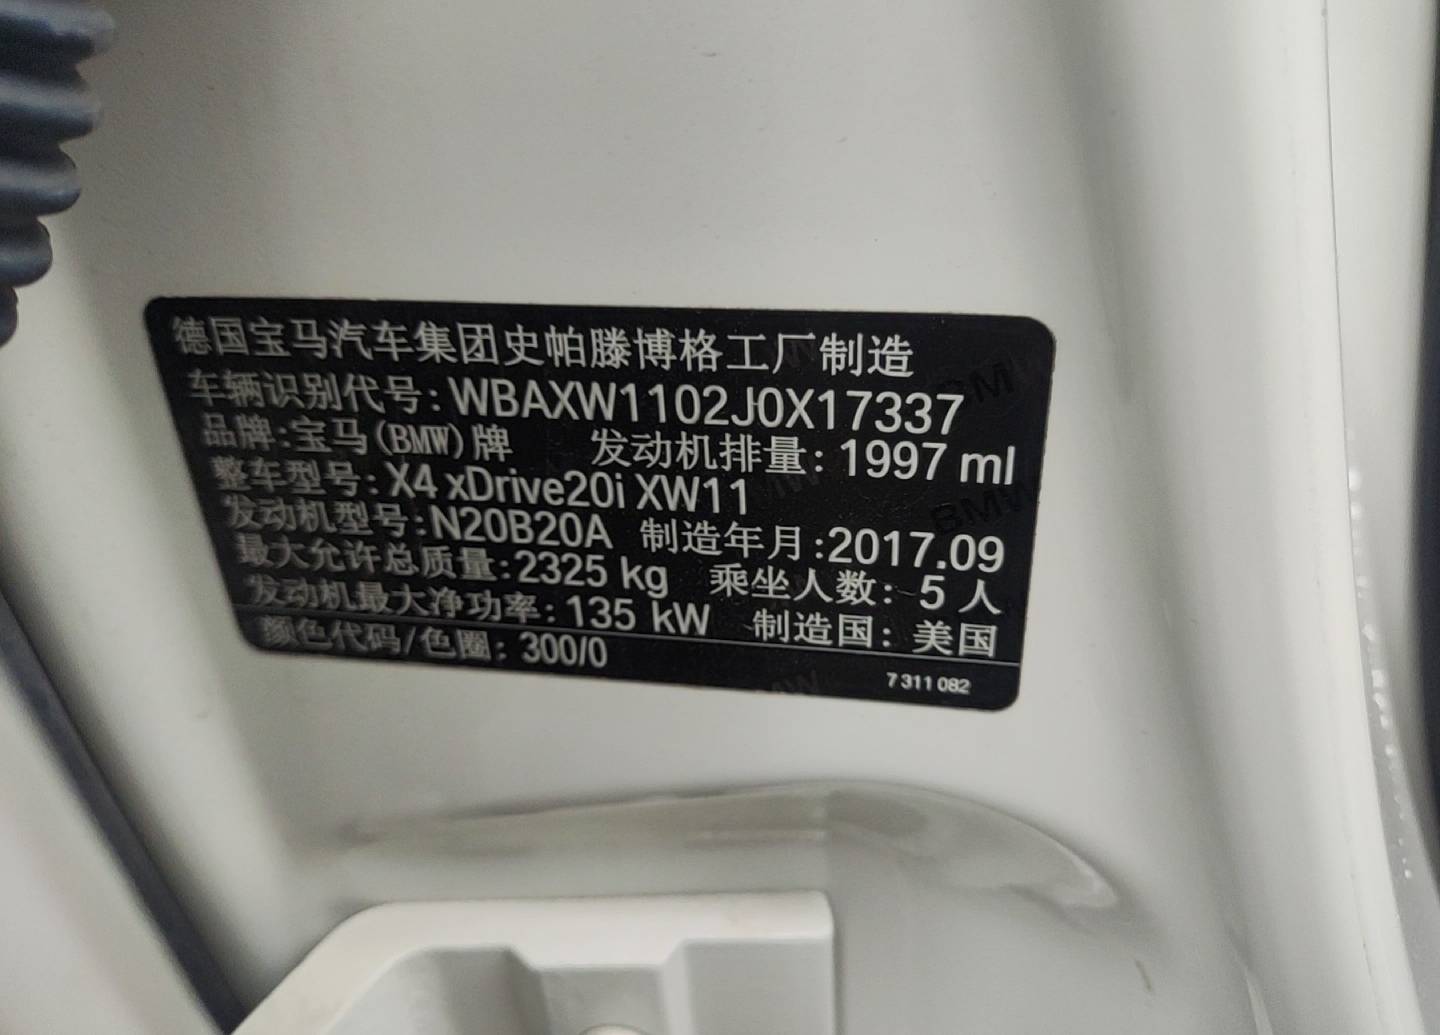 德国宝马汽车集团史帕滕博格工厂制造
车辆识别代号: WBAXW1102J0X17337
品牌:宝马(BMW)牌 发动机排量: 1997 ml
整车型号: X4 xDrive20i XW11
发动机型号:N20B20A 制造年月:2017.09
最大允许总质量:2325 kg 乘坐人数: 5 人
发动机最大净功率: 135 kW 制造国: 美国
颜色代码/色圈: 300/0
7 311 082